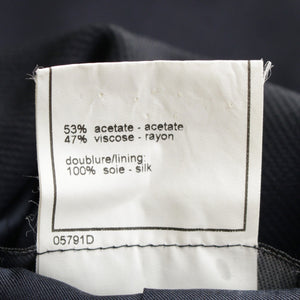 53% acetate - acetate
47% viscose - rayon
doublure/lining:
100% soie - silk
05791D